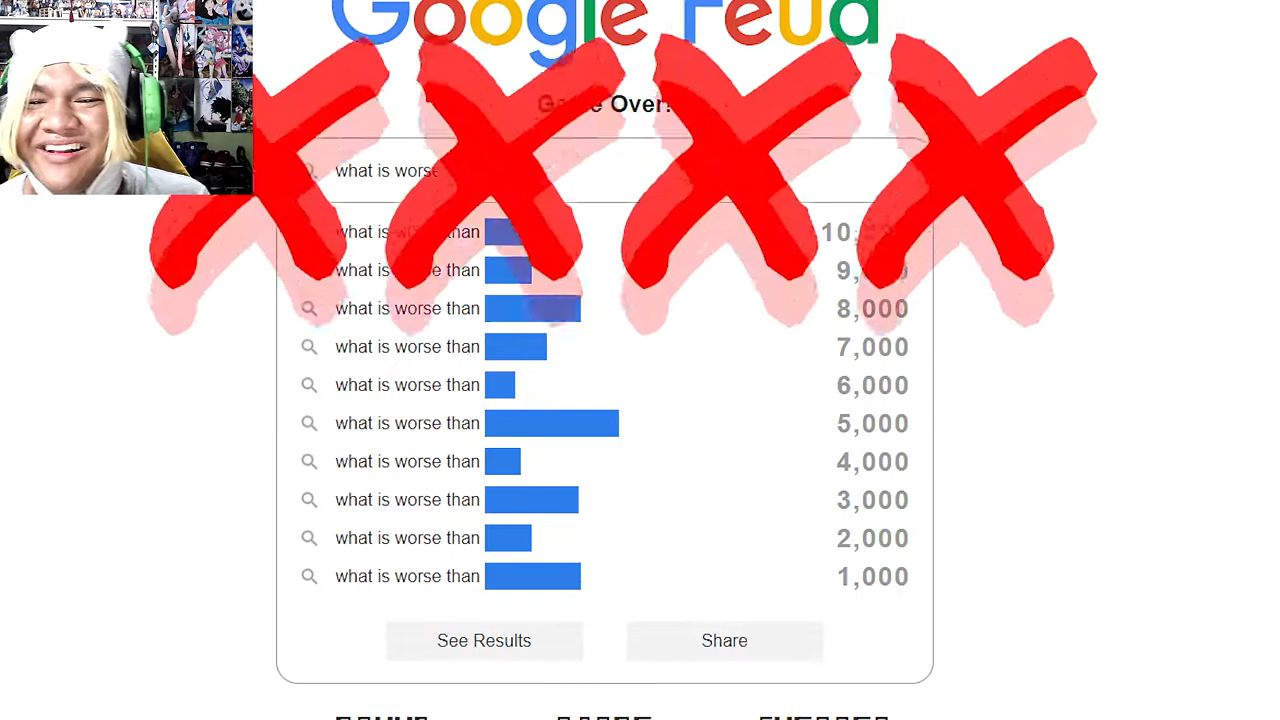 Google Feud
Game Over!
what is worse
what is worse than 10,
what is worse than 9,
what is worse than 8,000
what is worse than 7,000
what is worse than 6,000
what is worse than 5,000
what is worse than 4,000
what is worse than 3,000
what is worse than 2,000
what is worse than 1,000
See Results Share